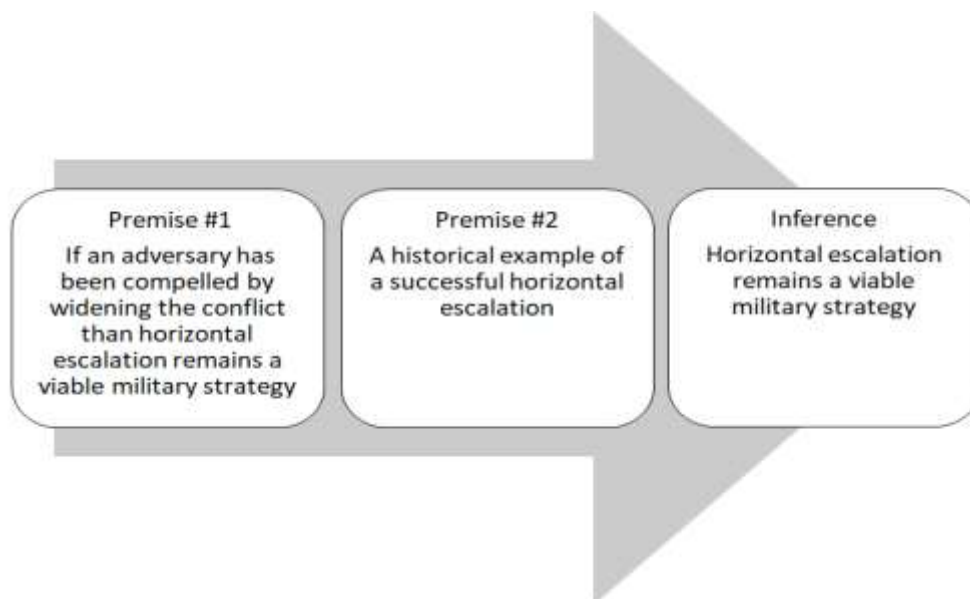 Premise #1
If an adversary has
been compelled by
widening the conflict
than horizontal
escalation remains a
viable military strategy
Premise #2
A historical example of
a successful horizontal
escalation
Inference
Horizontal escalation
remains a viable
military strategy